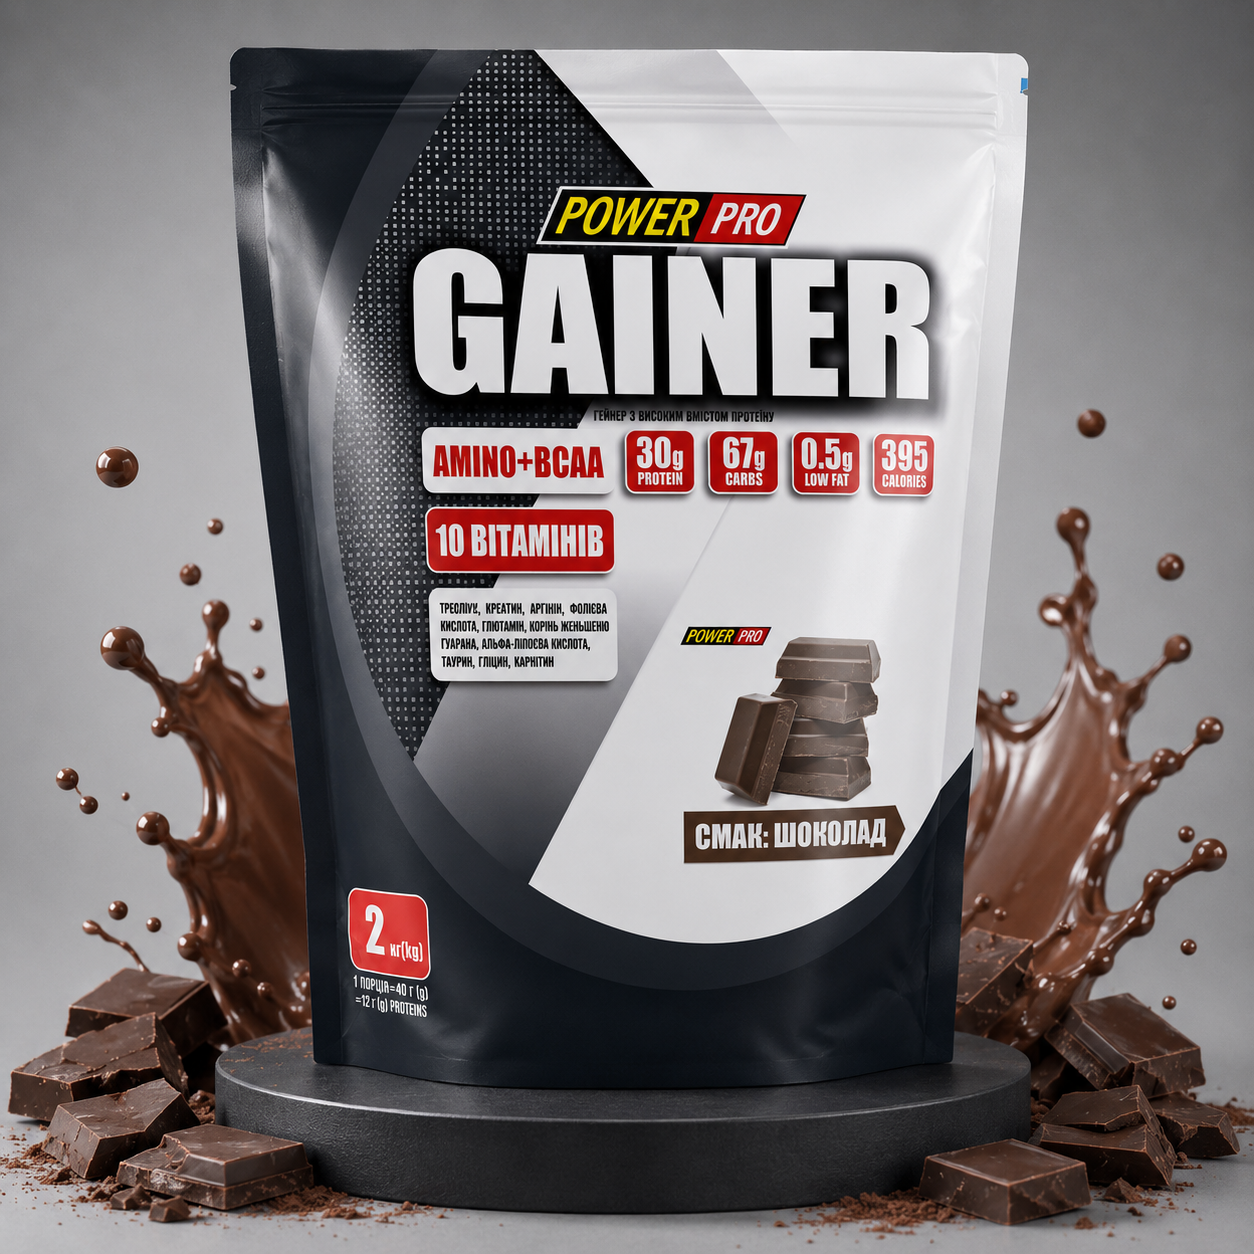 POWER PRO
GAINER
ГЕЙНЕР З ВИСОКИМ ВМІСТОМ ПРОТЕЇНУ
AMINO+BCAA
30g PROTEIN
67g CARBS
0.5g LOW FAT
395 CALORIES
10 ВІТАМІНІВ
ТРЕОЛІУК, КРЕАТИН, АРГІНІН, ФОЛІЄВА
КИСЛОТА, ГЛЮТАМІН, КОРІНЬ ЖЕНЬШЕНЮ
ГУАРАНА, АЛЬФА-ЛІПОЄВА КИСЛОТА,
ТАУРИН, ГЛІЦИН, КАРНІТИН
POWER PRO
СМАК: ШОКОЛАД
2 кг(kg)
1 ПОРЦІЯ=40 Г (g)
=12 Г (g) PROTEINS